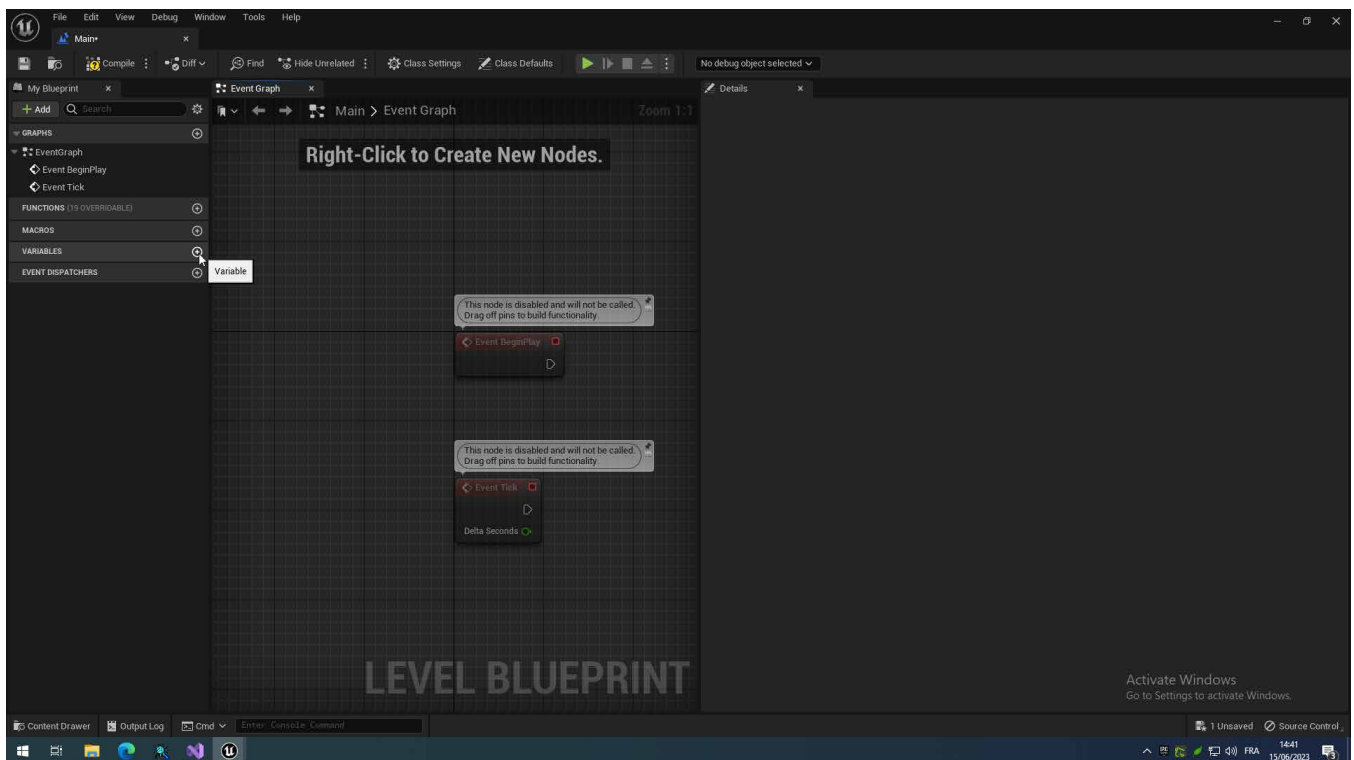 File Edit View Debug Window Tools Help
Main•
Compile Diff Find Hide Unrelated Class Settings Class Defaults No debug object selected
My Blueprint Event Graph Details
+ Add Search Main > Event Graph Zoom 1:1
GRAPHS
EventGraph
Right-Click to Create New Nodes.
Event BeginPlay
Event Tick
FUNCTIONS (19 OVERRIDABLE)
MACROS
VARIABLES
EVENT DISPATCHERS
Variable
This node is disabled and will not be called.
Drag off pins to build functionality.
Event BeginPlay
This node is disabled and will not be called.
Drag off pins to build functionality.
Event Tick
Delta Seconds
LEVEL BLUEPRINT
Activate Windows
Go to Settings to activate Windows.
Content Drawer Output Log Cmd Enter Console Command 1 Unsaved Source Control
FRA 14:41
15/06/2023